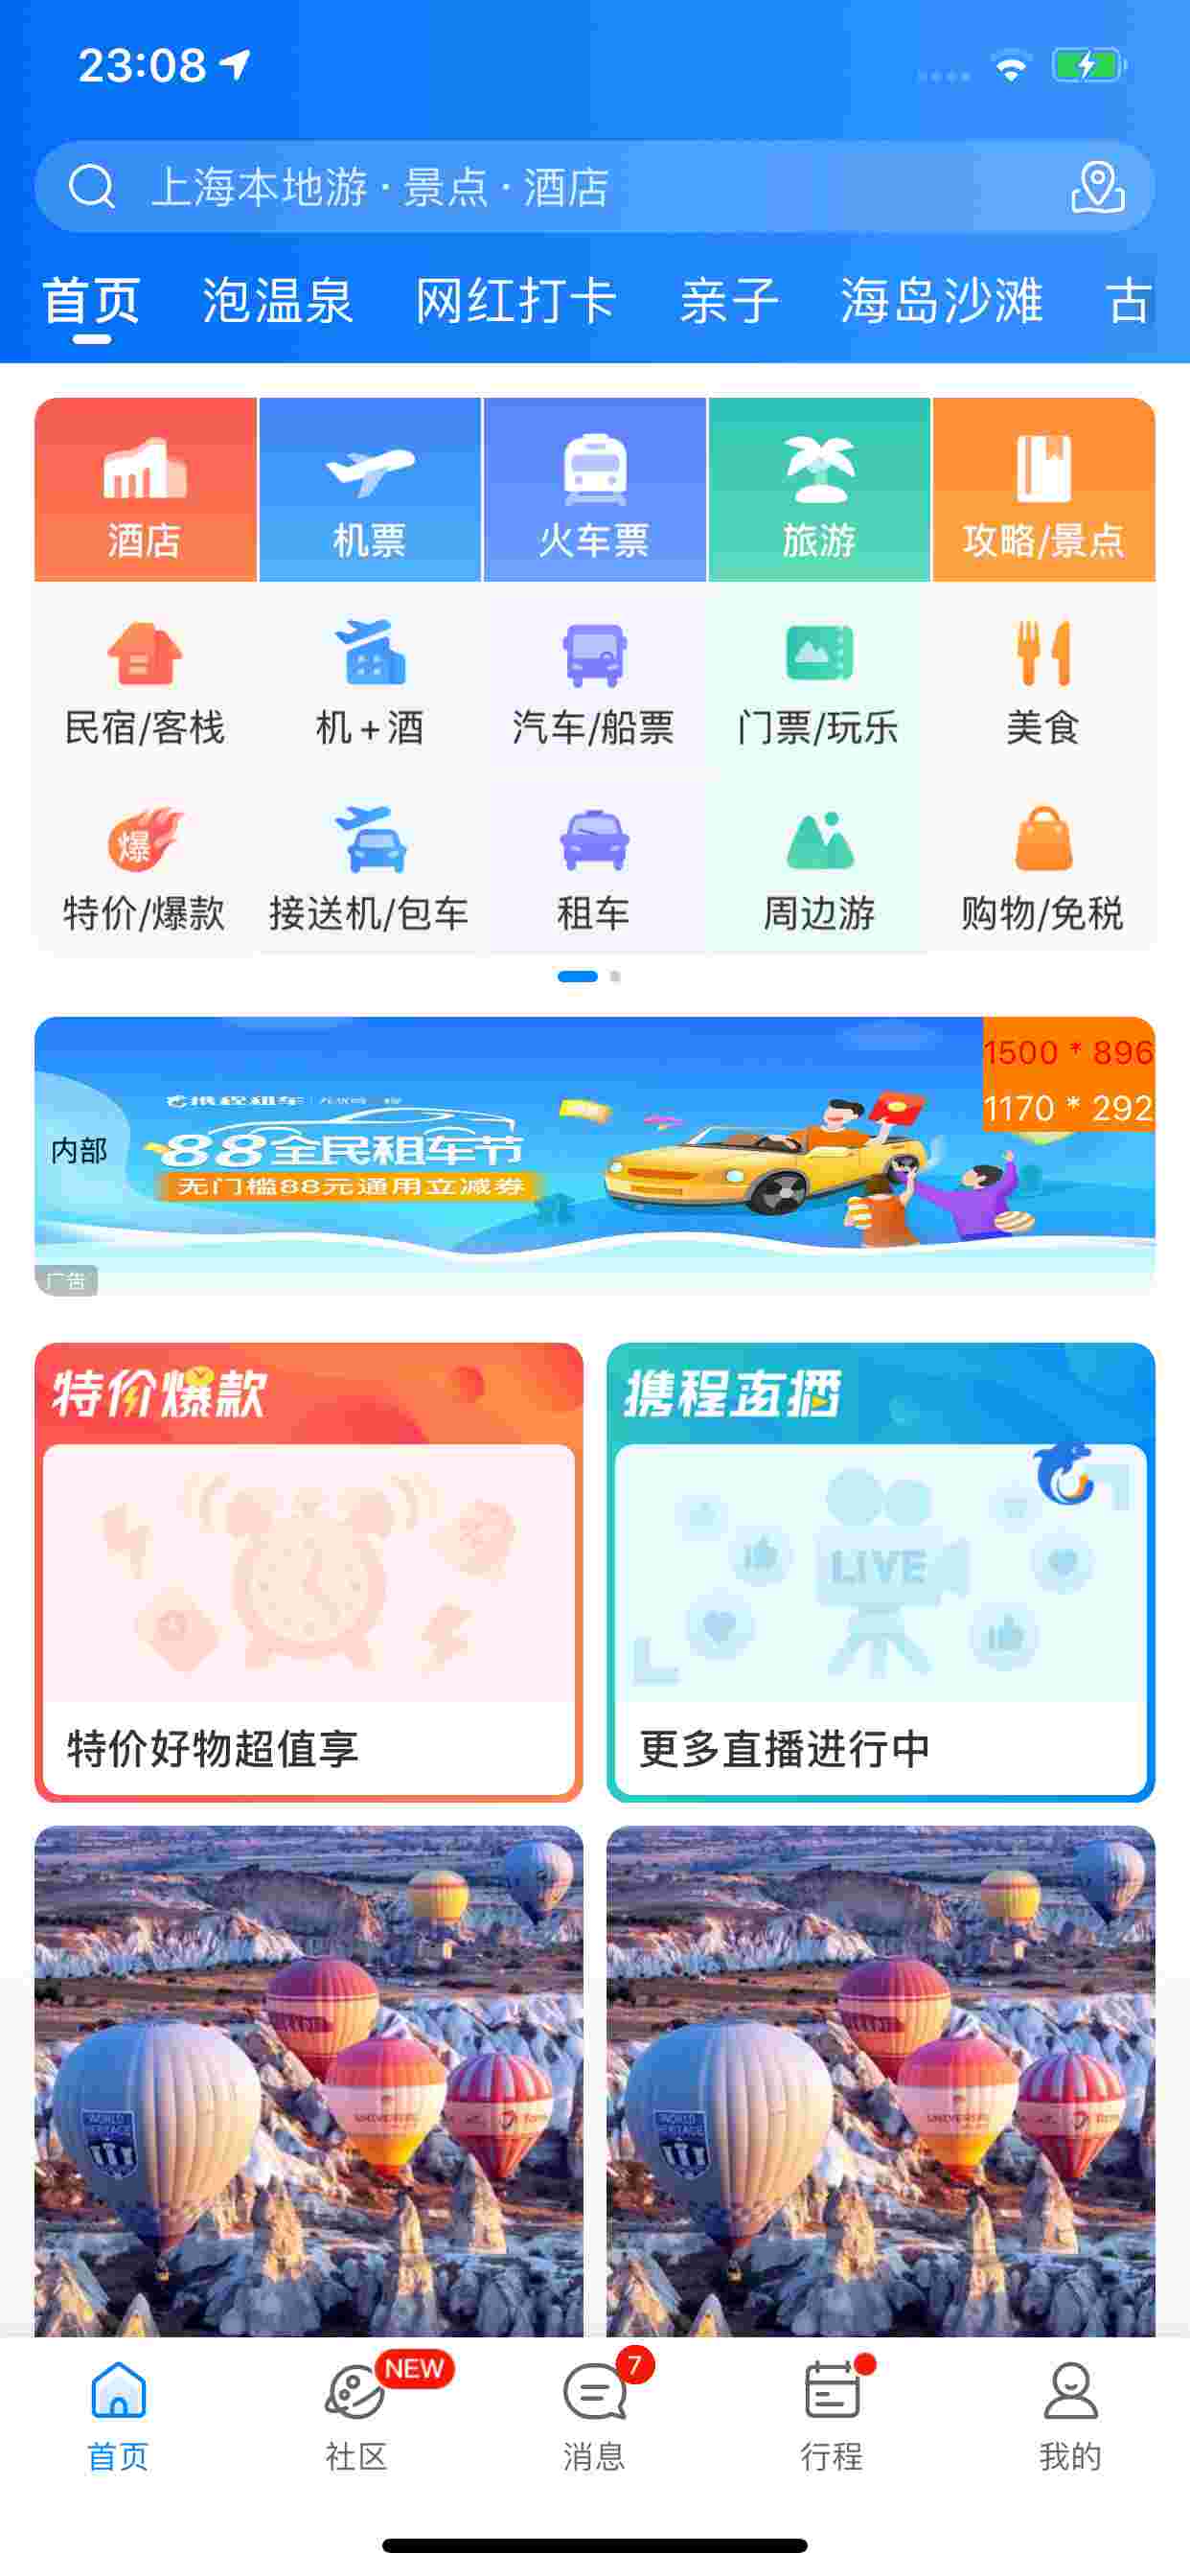 23:08
上海本地游 · 景点 · 酒店
首页 泡温泉 网红打卡 亲子 海岛沙滩 古
酒店 机票 火车票 旅游 攻略/景点
民宿/客栈 机+酒 汽车/船票 门票/玩乐 美食
爆
特价/爆款 接送机/包车 租车 周边游 购物/免税
1500 * 896
1170 * 292
携程租车
内部
88全民租车节
无门槛88元通用立减券
广告
特价爆款 携程直播
LIVE
特价好物超值享 更多直播进行中
WORLD HERITAGE UNIVERSAL WORLD HERITAGE UNIVERSAL
NEW 7
首页 社区 消息 行程 我的